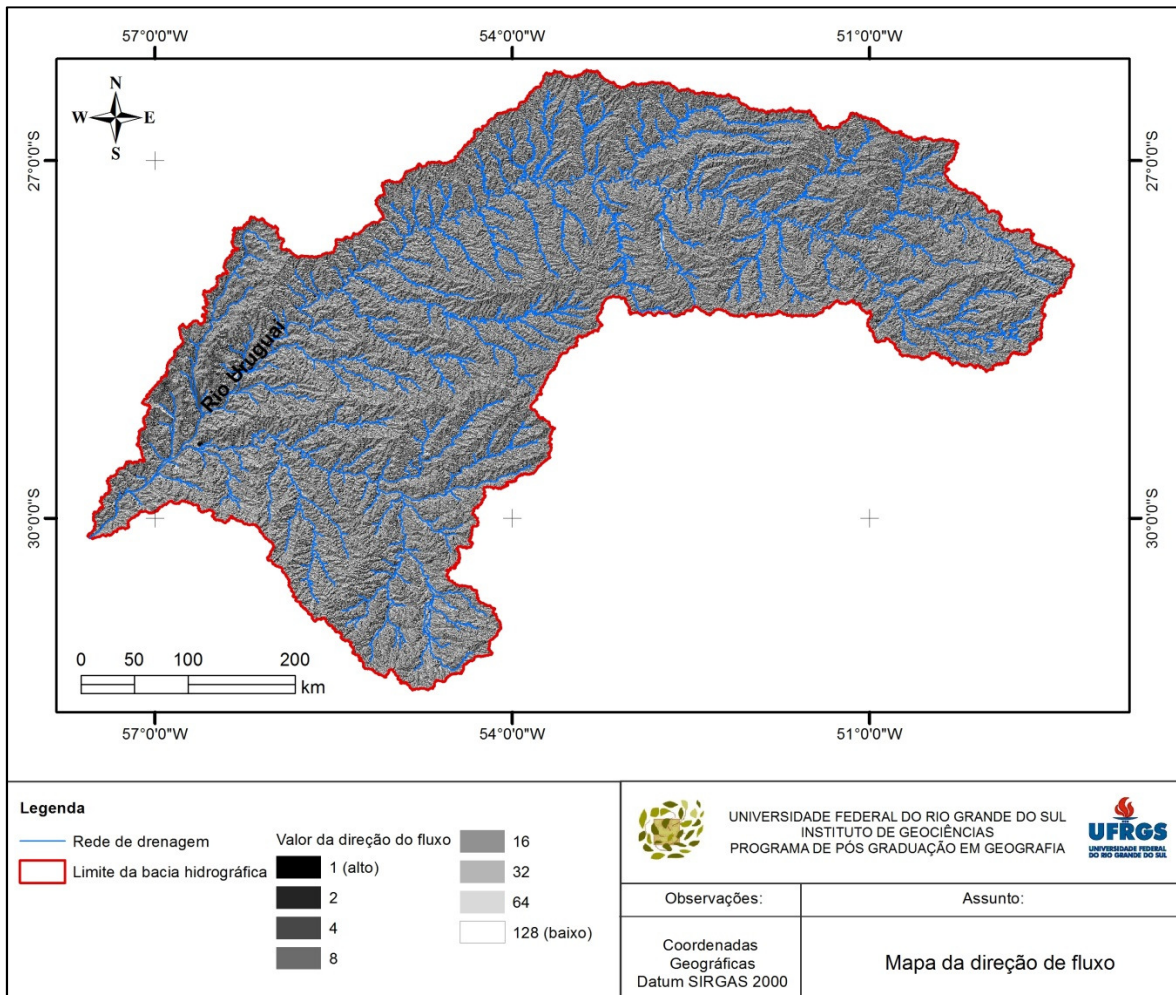 57°0'0"W 54°0'0"W 51°0'0"W
N
W E
S
27°0'0"S 27°0'0"S
Rio Uruguai
30°0'0"S 30°0'0"S
0 50 100 200
km
57°0'0"W 54°0'0"W 51°0'0"W
Legenda
Rede de drenagem
Limite da bacia hidrográfica
Valor da direção do fluxo
1 (alto)
2
4
8
16
32
64
128 (baixo)
UNIVERSIDADE FEDERAL DO RIO GRANDE DO SUL
INSTITUTO DE GEOCIÊNCIAS
PROGRAMA DE PÓS GRADUAÇÃO EM GEOGRAFIA
UFRGS
UNIVERSIDADE FEDERAL
DO RIO GRANDE DO SUL
Observações:
Assunto:
Coordenadas
Geográficas
Datum SIRGAS 2000
Mapa da direção de fluxo